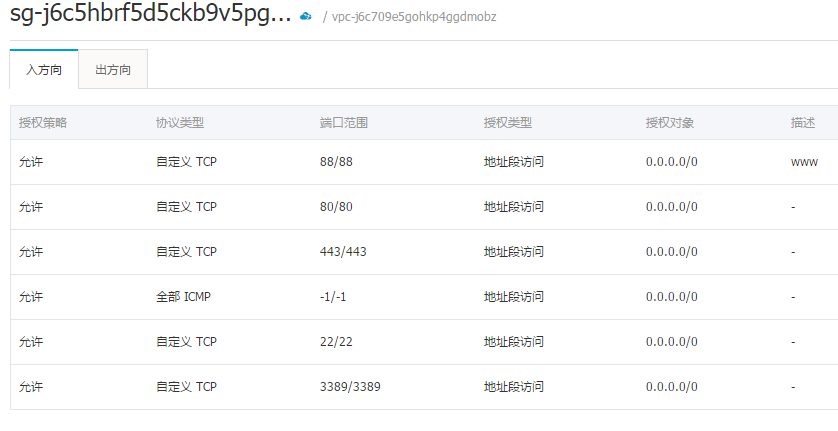 sg-j6c5hbrf5d5ckb9v5pg... / vpc-j6c709e5gohkp4ggdmobz
入方向 出方向
授权策略 协议类型 端口范围 授权类型 授权对象 描述
允许 自定义 TCP 88/88 地址段访问 0.0.0.0/0 www
允许 自定义 TCP 80/80 地址段访问 0.0.0.0/0 -
允许 自定义 TCP 443/443 地址段访问 0.0.0.0/0 -
允许 全部 ICMP -1/-1 地址段访问 0.0.0.0/0 -
允许 自定义 TCP 22/22 地址段访问 0.0.0.0/0 -
允许 自定义 TCP 3389/3389 地址段访问 0.0.0.0/0 -